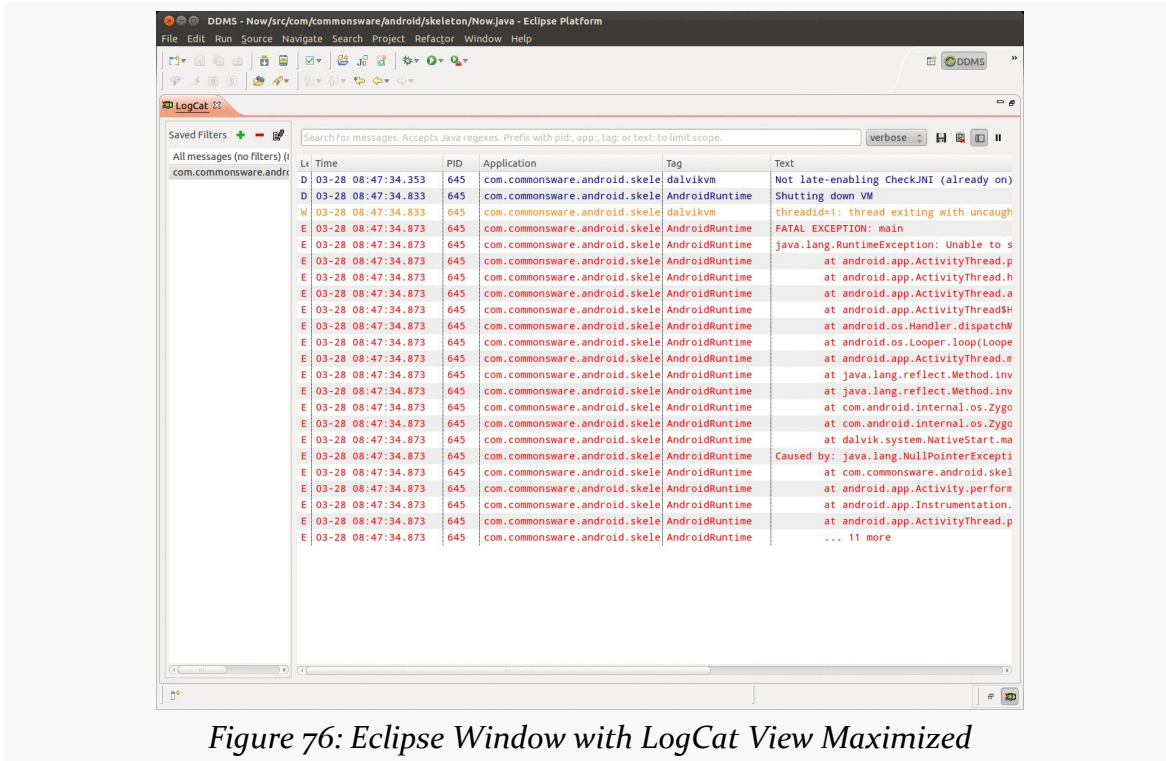 DDMS - Now/src/com/commonsware/android/skeleton/Now.java - Eclipse Platform
File Edit Run Source Navigate Search Project Refactor Window Help
DDMS »
LogCat
Saved Filters
Search for messages. Accepts Java regexes. Prefix with pid:, app:, tag: or text: to limit scope.
verbose
All messages (no filters) (
com.commonsware.andro
Le Time PID Application Tag Text
D 03-28 08:47:34.353 645 com.commonsware.android.skele dalvikvm Not late-enabling CheckJNI (already on)
D 03-28 08:47:34.833 645 com.commonsware.android.skele AndroidRuntime Shutting down VM
W 03-28 08:47:34.833 645 com.commonsware.android.skele dalvikvm threadid=1: thread exiting with uncaugh
E 03-28 08:47:34.873 645 com.commonsware.android.skele AndroidRuntime FATAL EXCEPTION: main
E 03-28 08:47:34.873 645 com.commonsware.android.skele AndroidRuntime java.lang.RuntimeException: Unable to s
E 03-28 08:47:34.873 645 com.commonsware.android.skele AndroidRuntime at android.app.ActivityThread.p
E 03-28 08:47:34.873 645 com.commonsware.android.skele AndroidRuntime at android.app.ActivityThread.h
E 03-28 08:47:34.873 645 com.commonsware.android.skele AndroidRuntime at android.app.ActivityThread.a
E 03-28 08:47:34.873 645 com.commonsware.android.skele AndroidRuntime at android.app.ActivityThread$H
E 03-28 08:47:34.873 645 com.commonsware.android.skele AndroidRuntime at android.os.Handler.dispatchM
E 03-28 08:47:34.873 645 com.commonsware.android.skele AndroidRuntime at android.os.Looper.loop(Loope
E 03-28 08:47:34.873 645 com.commonsware.android.skele AndroidRuntime at android.app.ActivityThread.m
E 03-28 08:47:34.873 645 com.commonsware.android.skele AndroidRuntime at java.lang.reflect.Method.inv
E 03-28 08:47:34.873 645 com.commonsware.android.skele AndroidRuntime at java.lang.reflect.Method.inv
E 03-28 08:47:34.873 645 com.commonsware.android.skele AndroidRuntime at com.android.internal.os.Zygo
E 03-28 08:47:34.873 645 com.commonsware.android.skele AndroidRuntime at com.android.internal.os.Zygo
E 03-28 08:47:34.873 645 com.commonsware.android.skele AndroidRuntime at dalvik.system.NativeStart.ma
E 03-28 08:47:34.873 645 com.commonsware.android.skele AndroidRuntime Caused by: java.lang.NullPointerExcepti
E 03-28 08:47:34.873 645 com.commonsware.android.skele AndroidRuntime at com.commonsware.android.skel
E 03-28 08:47:34.873 645 com.commonsware.android.skele AndroidRuntime at android.app.Activity.perform
E 03-28 08:47:34.873 645 com.commonsware.android.skele AndroidRuntime at android.app.Instrumentation.
E 03-28 08:47:34.873 645 com.commonsware.android.skele AndroidRuntime at android.app.ActivityThread.p
E 03-28 08:47:34.873 645 com.commonsware.android.skele AndroidRuntime ... 11 more
Figure 76: Eclipse Window with LogCat View Maximized